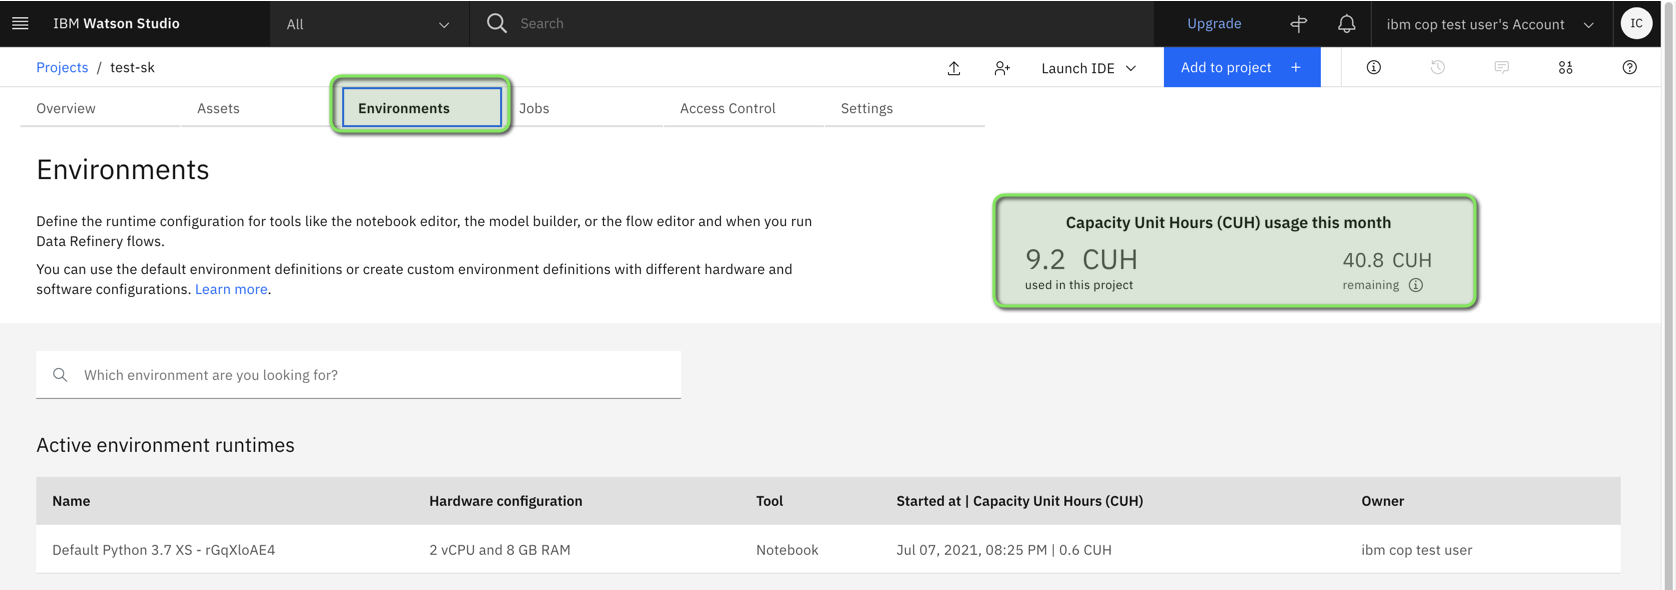 IBM Watson Studio
All
Search
Upgrade
ibm cop test user's Account
IC
Projects / test-sk
Launch IDE
Add to project +
Overview
Assets
Environments
Jobs
Access Control
Settings
Environments
Define the runtime configuration for tools like the notebook editor, the model builder, or the flow editor and when you run
Data Refinery flows.
You can use the default environment definitions or create custom environment definitions with different hardware and
software configurations. Learn more.
Capacity Unit Hours (CUH) usage this month
9.2 CUH
used in this project
40.8 CUH
remaining
Which environment are you looking for?
Active environment runtimes
Name Hardware configuration Tool Started at | Capacity Unit Hours (CUH) Owner
Default Python 3.7 XS - rGqXloAE4 2 vCPU and 8 GB RAM Notebook Jul 07, 2021, 08:25 PM | 0.6 CUH ibm cop test user